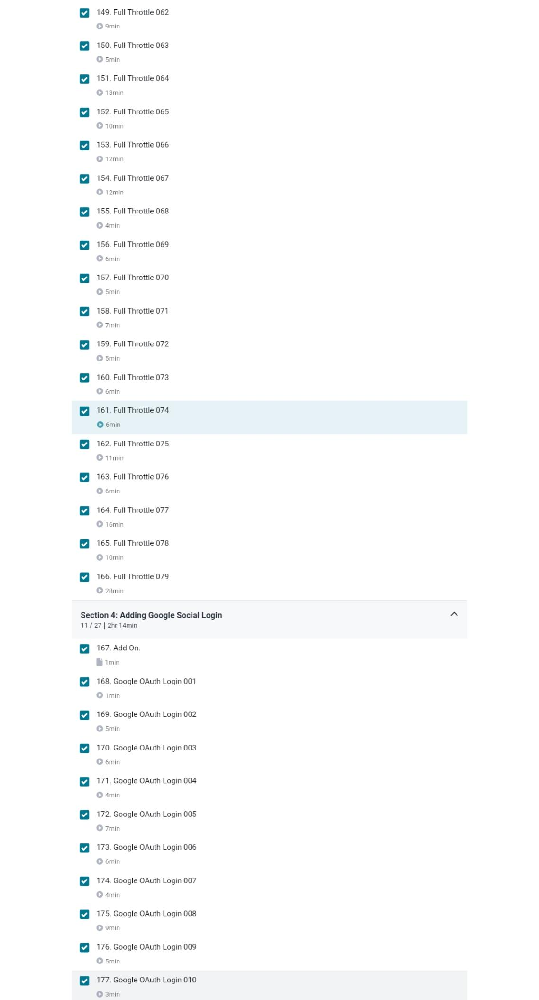 149. Full Throttle 062
9min
150. Full Throttle 063
5min
151. Full Throttle 064
13min
152. Full Throttle 065
10min
153. Full Throttle 066
12min
154. Full Throttle 067
12min
155. Full Throttle 068
4min
156. Full Throttle 069
6min
157. Full Throttle 070
5min
158. Full Throttle 071
7min
159. Full Throttle 072
5min
160. Full Throttle 073
6min
161. Full Throttle 074
6min
162. Full Throttle 075
11min
163. Full Throttle 076
6min
164. Full Throttle 077
16min
165. Full Throttle 078
10min
166. Full Throttle 079
28min
Section 4: Adding Google Social Login
11 / 27 | 2hr 14min
167. Add On.
1min
168. Google OAuth Login 001
1min
169. Google OAuth Login 002
5min
170. Google OAuth Login 003
6min
171. Google OAuth Login 004
4min
172. Google OAuth Login 005
7min
173. Google OAuth Login 006
6min
174. Google OAuth Login 007
4min
175. Google OAuth Login 008
9min
176. Google OAuth Login 009
5min
177. Google OAuth Login 010
3min